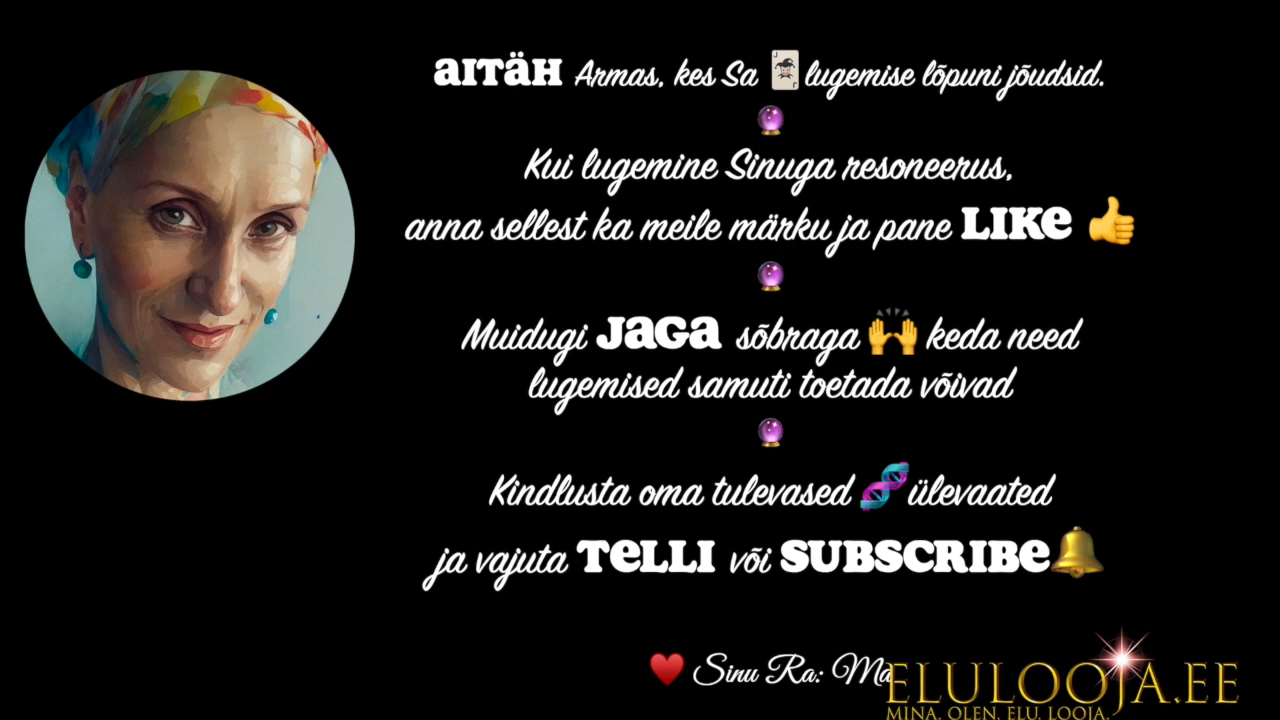 AITÄH Armas, kes Sa lugemise lõpuni jõudsid.
Kui lugemine Sinuga resoneerus,
anna sellest ka meile märku ja pane LIKE
Muidugi JAGA sõbraga keda need
lugemised samuti toetada võivad
Kindlusta oma tulevased ülevaated
ja vajuta TELLI või SUBSCRIBE
Sinu Ra: Ma
ELULOOJA.EE
MINA. OLEN. ELU. LOOJA.